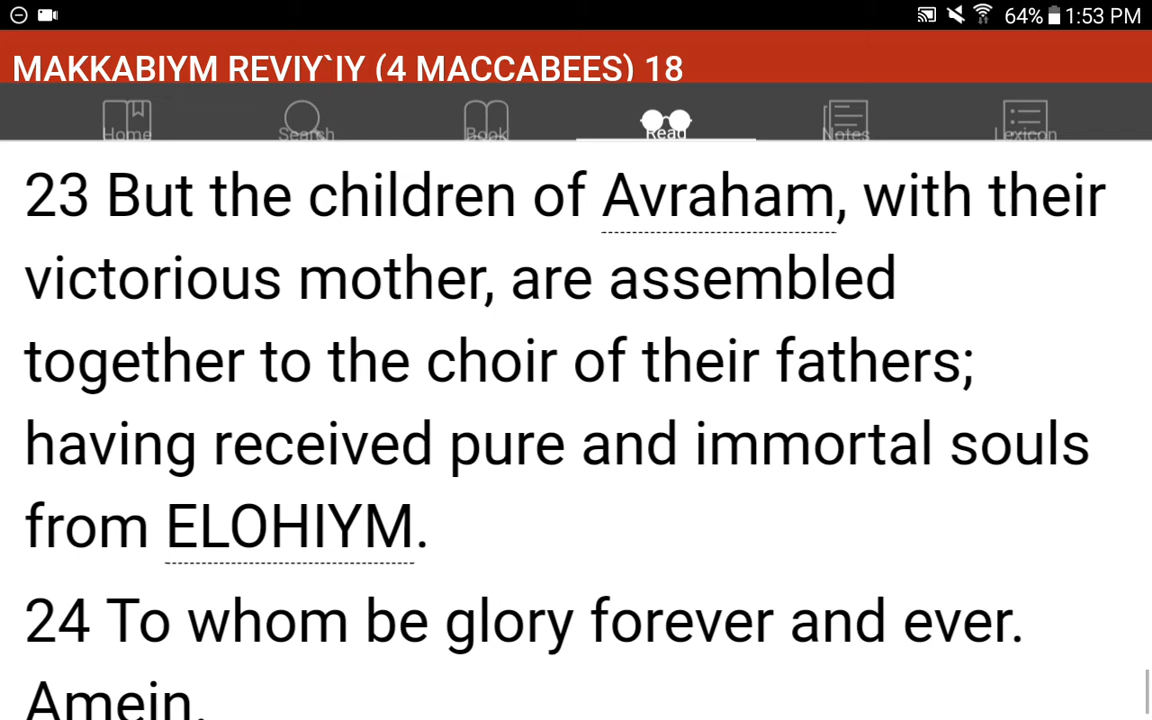 64% 1:53 PM
MAKKABIYM REVIY`IY (4 MACCABEES) 18
Home Search Book Read Notes Lexicon
23 But the children of Avraham, with their
victorious mother, are assembled
together to the choir of their fathers;
having received pure and immortal souls
from ELOHIYM.
24 To whom be glory forever and ever.
Amein.